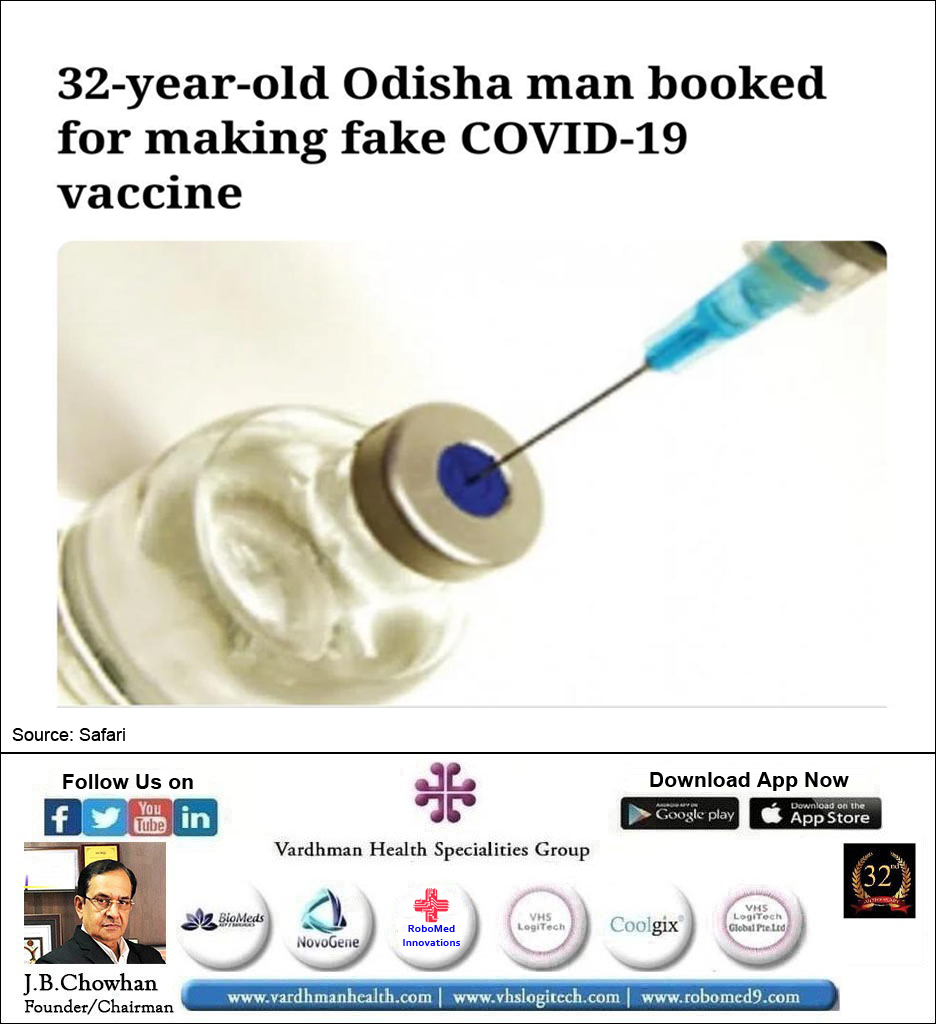 32-year-old Odisha man booked
for making fake COVID-19
vaccine
Source: Safari
Follow Us on
Download App Now
f
You
Tube
in
ANDROID APP ON
Google play
Download on the
App Store
Vardhman Health Specialities Group
32
BioMeds
NovoGene
RoboMed
Innovations
VHS
LogiTech
Coolgix
VHS
LogiTech
Global Pte.Ltd
J.B.Chowhan
Founder/Chairman
www.vardhmanhealth.com | www.vhslogitech.com | www.robomed9.com